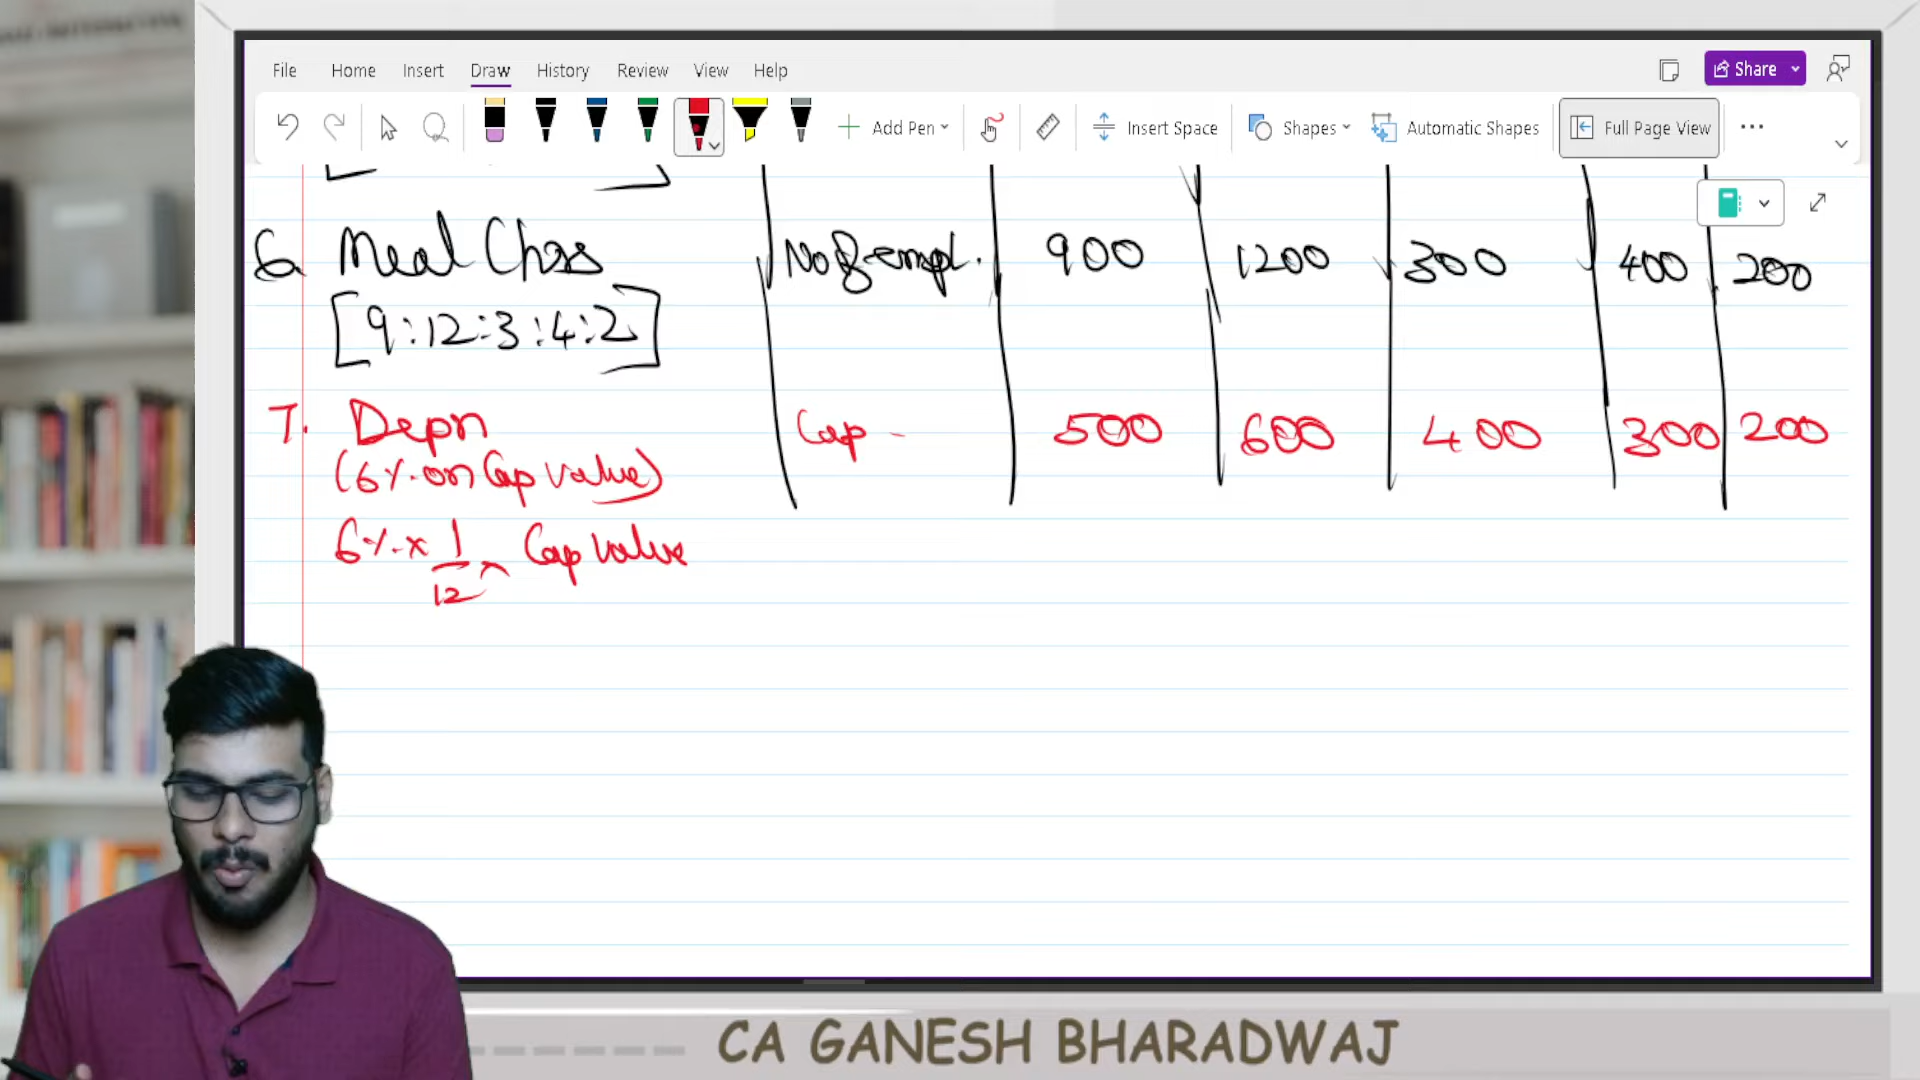 File Home Insert Draw History Review View Help Share
Add Pen Insert Space Shapes Automatic Shapes Full Page View
6. Meal Chgs No of empl. 900 1200 300 400 200
[9:12:3:4:2]
7. Depn Cap - 500 600 400 300 200
(6% on Cap value)
6% x 1/12 x Cap value
CA GANESH BHARADWAJ